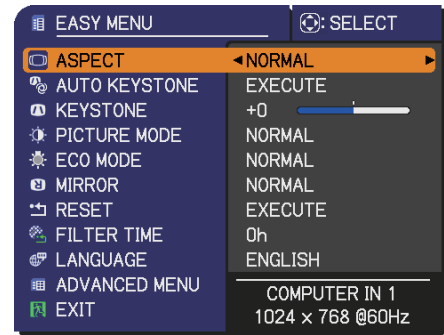 EASY MENU : SELECT
ASPECT NORMAL
AUTO KEYSTONE EXECUTE
KEYSTONE +0
PICTURE MODE NORMAL
ECO MODE NORMAL
MIRROR NORMAL
RESET EXECUTE
FILTER TIME 0h
LANGUAGE ENGLISH
ADVANCED MENU
EXIT
COMPUTER IN 1
1024 x 768 @60Hz